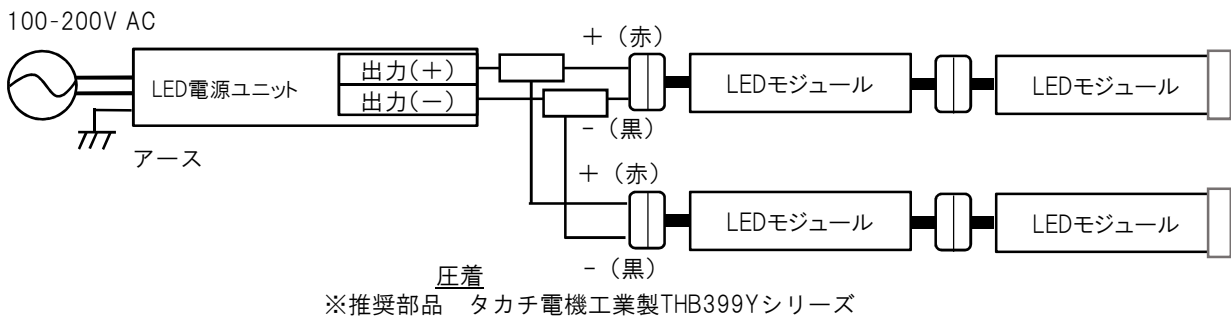 100-200V AC
LED電源ユニット
出力(+)
出力(-)
アース
+(赤)
-(黒)
LEDモジュール
LEDモジュール
+(赤)
-(黒)
LEDモジュール
LEDモジュール
圧着
※推奨部品 タカチ電機工業製THB399Yシリーズ